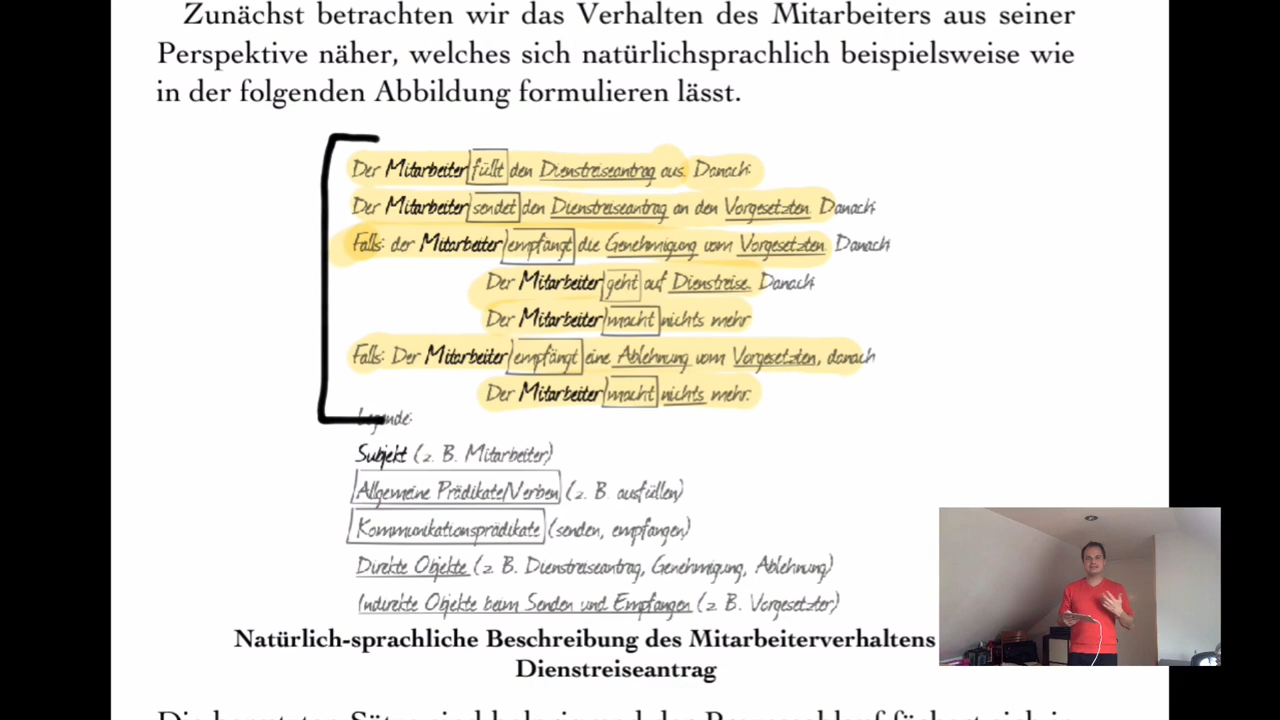 Zunächst betrachten wir das Verhalten des Mitarbeiters aus seiner
Perspektive näher, welches sich natürlichsprachlich beispielsweise wie
in der folgenden Abbildung formulieren lässt.
Der Mitarbeiter füllt den Dienstreiseantrag aus. Danach:
Der Mitarbeiter sendet den Dienstreiseantrag an den Vorgesetzten. Danach:
Falls: der Mitarbeiter empfängt die Genehmigung vom Vorgesetzten. Danach:
Der Mitarbeiter geht auf Dienstreise. Danach:
Der Mitarbeiter macht nichts mehr
Falls: Der Mitarbeiter empfängt eine Ablehnung vom Vorgesetzten, danach
Der Mitarbeiter macht nichts mehr.
Legende:
Subjekt (z. B. Mitarbeiter)
Allgemeine Prädikate/Verben (z. B. ausfüllen)
Kommunikationsprädikate (senden, empfangen)
Direkte Objekte (z. B. Dienstreiseantrag, Genehmigung, Ablehnung)
Indirekte Objekte beim Senden und Empfangen (z. B. Vorgesetzter)
Natürlich-sprachliche Beschreibung des Mitarbeiterverhaltens
Dienstreiseantrag